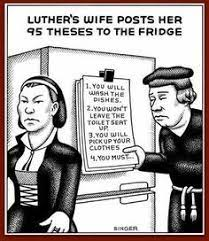 LUTHER'S WIFE POSTS HER
95 THESES TO THE FRIDGE
1. YOU WILL
WASH THE
DISHES.
2. YOU WON'T
LEAVE THE
TOILET SEAT
UP.
3. YOU WILL
PICK UP YOUR
CLOTHES
4. YOU MUST...
SINGER